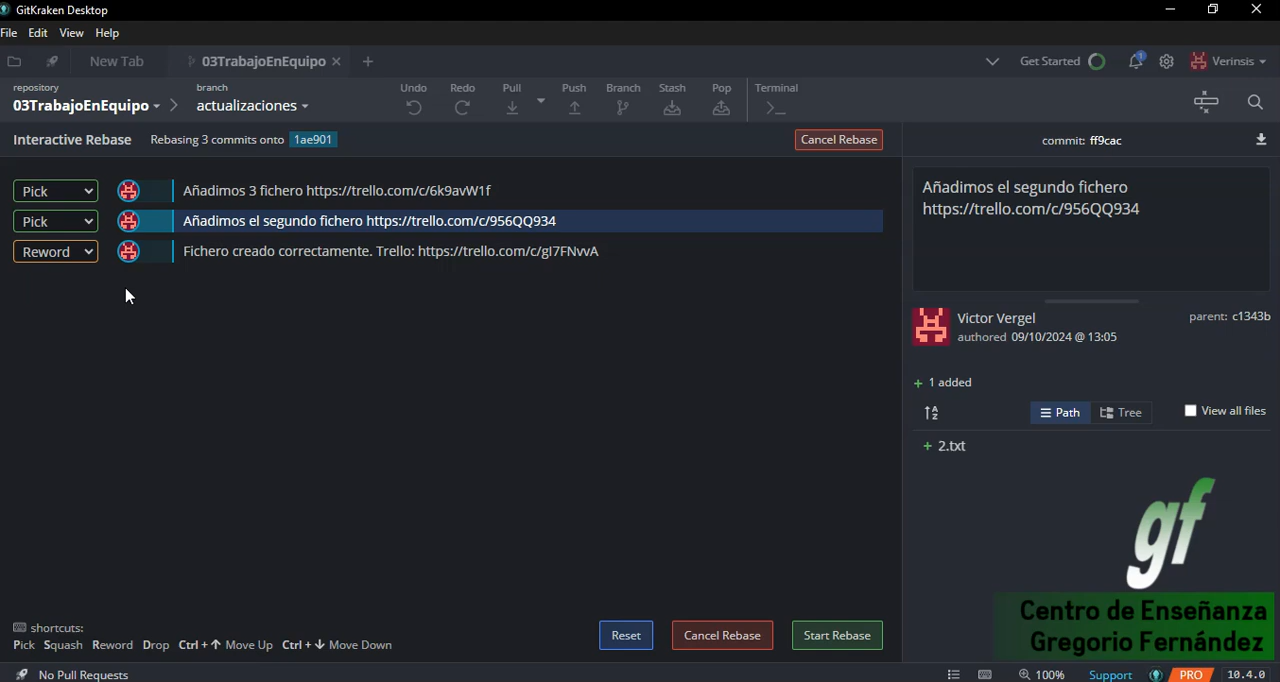 GitKraken Desktop
File Edit View Help
New Tab 03TrabajoEnEquipo Get Started 1 Verinsis
repository branch Undo Redo Pull Push Branch Stash Pop Terminal
03TrabajoEnEquipo actualizaciones
Interactive Rebase Rebasing 3 commits onto 1ae901 Cancel Rebase commit: ff9cac
Pick Añadimos 3 fichero https://trello.com/c/6k9avW1f
Pick Añadimos el segundo fichero https://trello.com/c/956QQ934
Reword Fichero creado correctamente. Trello: https://trello.com/c/gI7FNvvA
Añadimos el segundo fichero
https://trello.com/c/956QQ934
Victor Vergel parent: c1343b
authored 09/10/2024 @ 13:05
+ 1 added
A Z Path Tree View all files
+ 2.txt
gf
Centro de Enseñanza
Gregorio Fernández
shortcuts:
Pick Squash Reword Drop Ctrl+↑ Move Up Ctrl+↓ Move Down
Reset Cancel Rebase Start Rebase
No Pull Requests 100% Support PRO 10.4.0